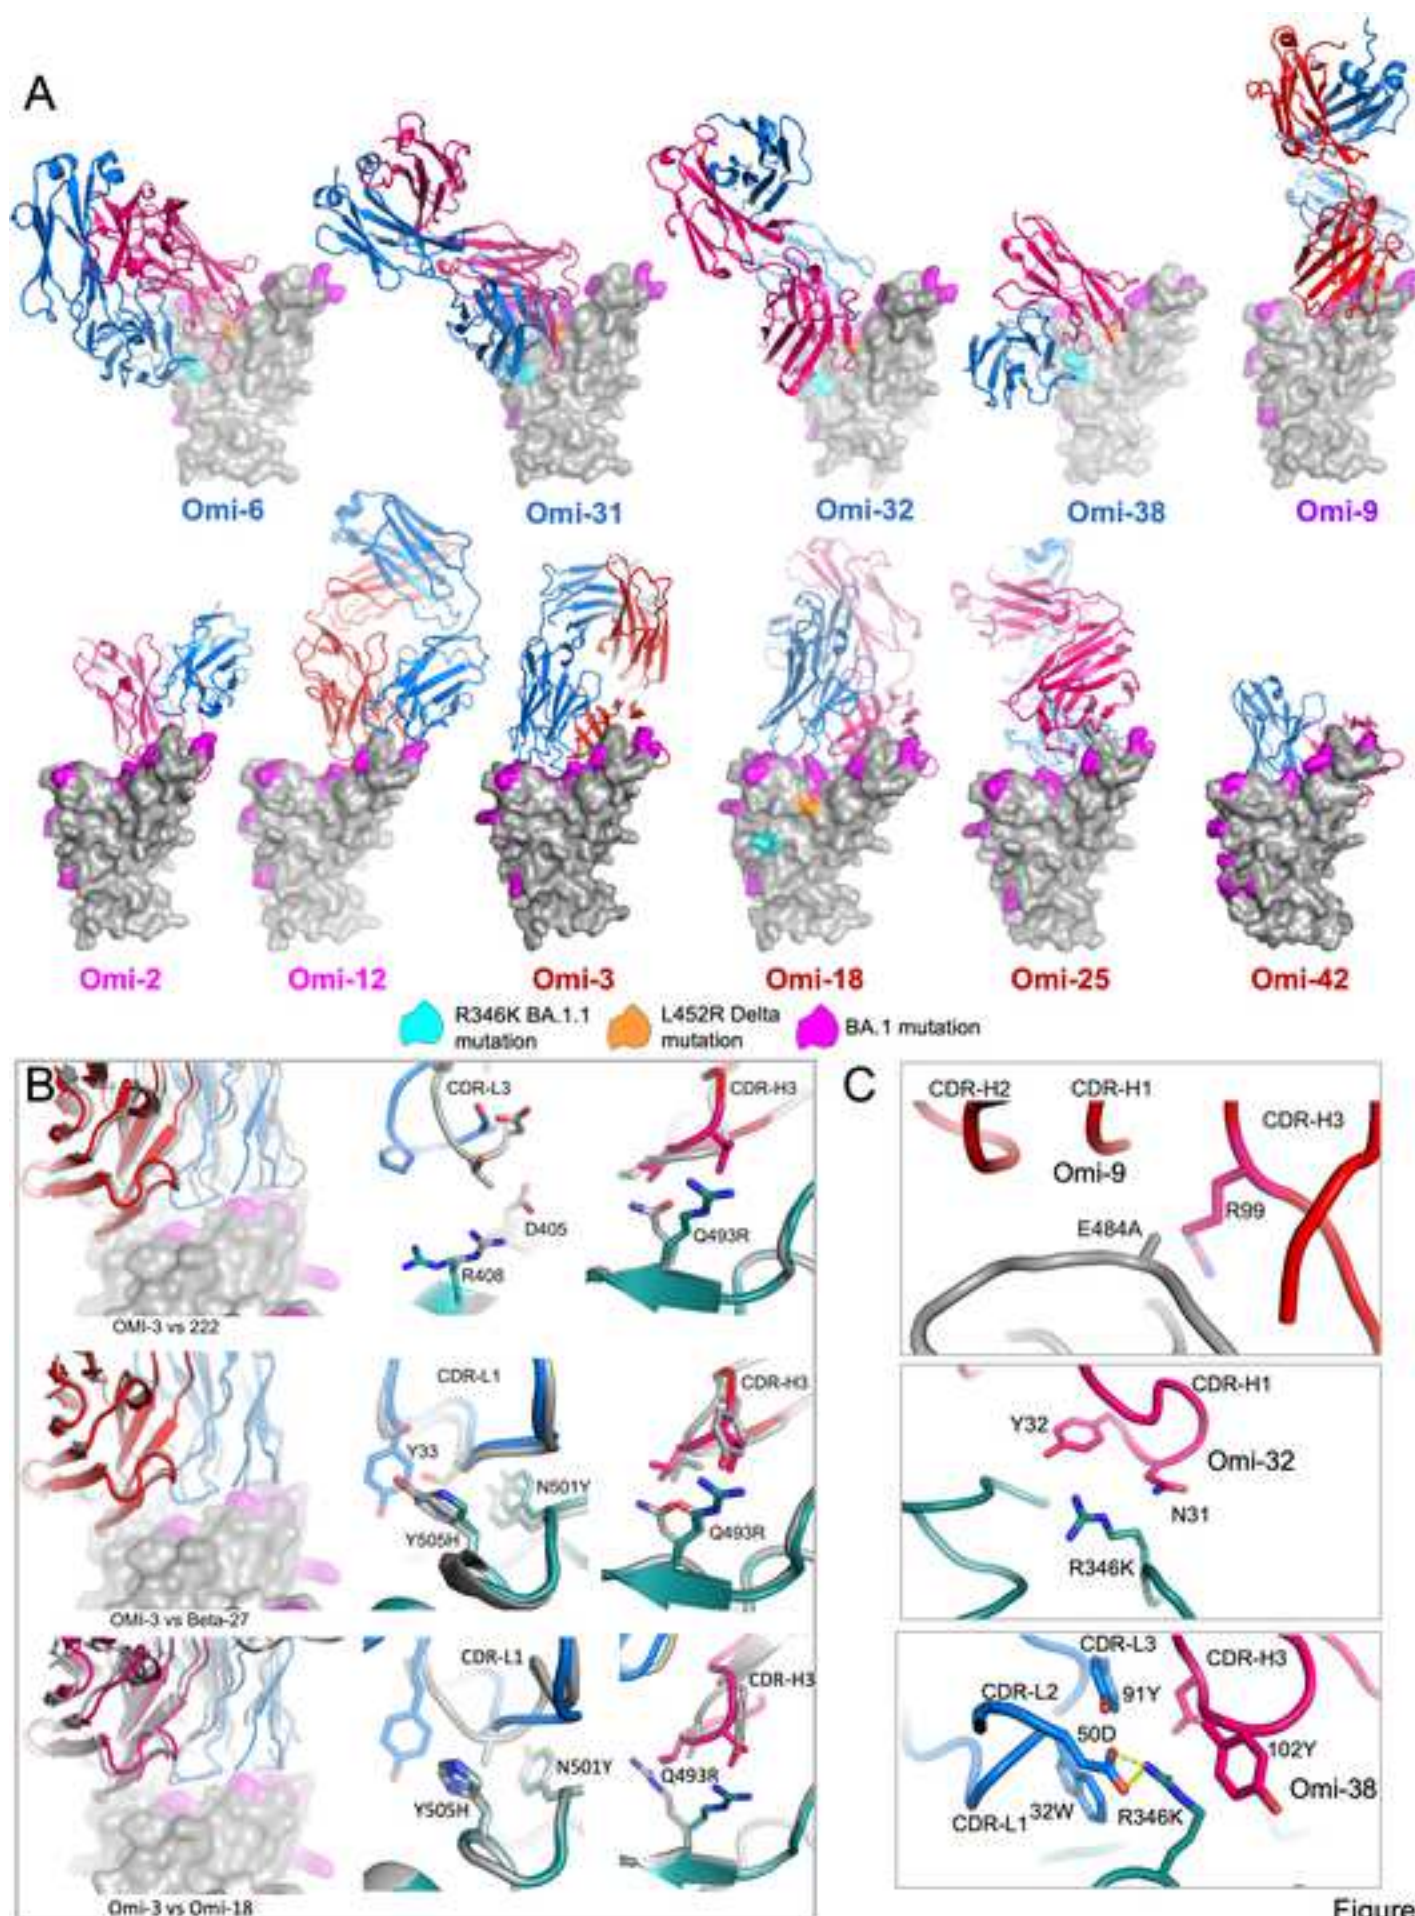 A
Omi-6
Omi-31
Omi-32
Omi-38
Omi-9
Omi-2
Omi-12
Omi-3
Omi-18
Omi-25
Omi-42
R346K BA.1.1
mutation
L452R Delta
mutation
BA.1 mutation
B
CDR-L3
CDR-H3
D405
R408
Q493R
OMI-3 vs 222
CDR-L1
CDR-H3
Y33
N501Y
Y505H
Q493R
OMI-3 vs Beta-27
CDR-L1
CDR-H3
N501Y
Y505H
Q493R
Omi-3 vs Omi-18
C
CDR-H2
CDR-H1
CDR-H3
Omi-9
R99
E484A
CDR-H1
Y32
Omi-32
N31
R346K
CDR-L3
CDR-H3
CDR-L2
91Y
50D
102Y
Omi-38
CDR-L1
32W
R346K
Figure